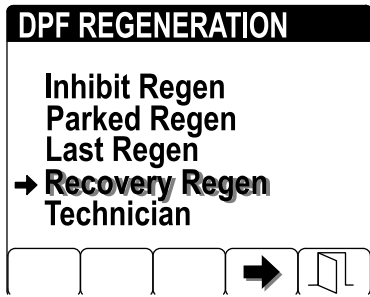 DPF REGENERATION
Inhibit Regen
Parked Regen
Last Regen
Recovery Regen
Technician